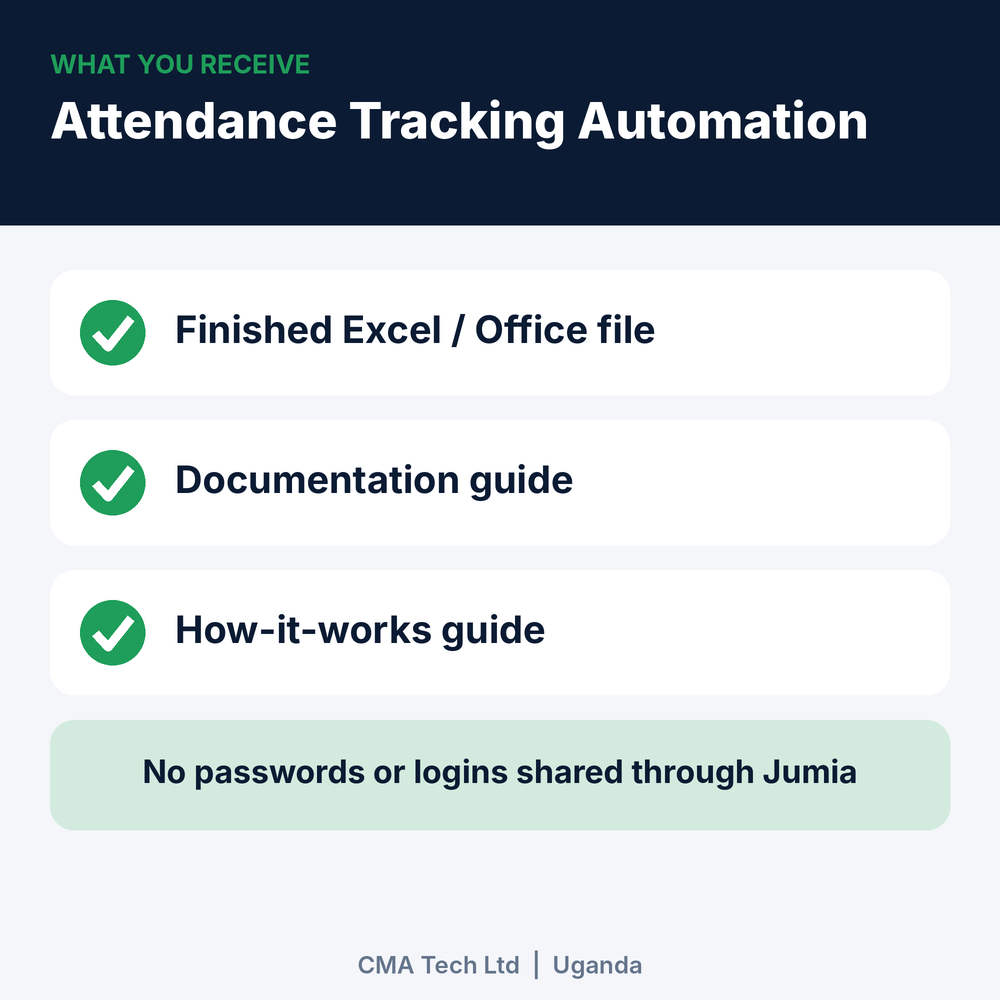 WHAT YOU RECEIVE
Attendance Tracking Automation
Finished Excel / Office file
Documentation guide
How-it-works guide
No passwords or logins shared through Jumia
CMA Tech Ltd | Uganda